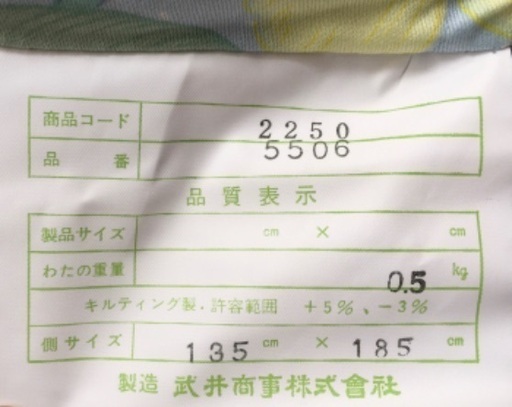 商品コード 2250
品番 5506
品質表示
製品サイズ cm × cm
わたの重量 0.5 kg
キルティング製・許容範囲 +5%、-3%
側サイズ 135 cm × 185 cm
製造 武井商事株式會社